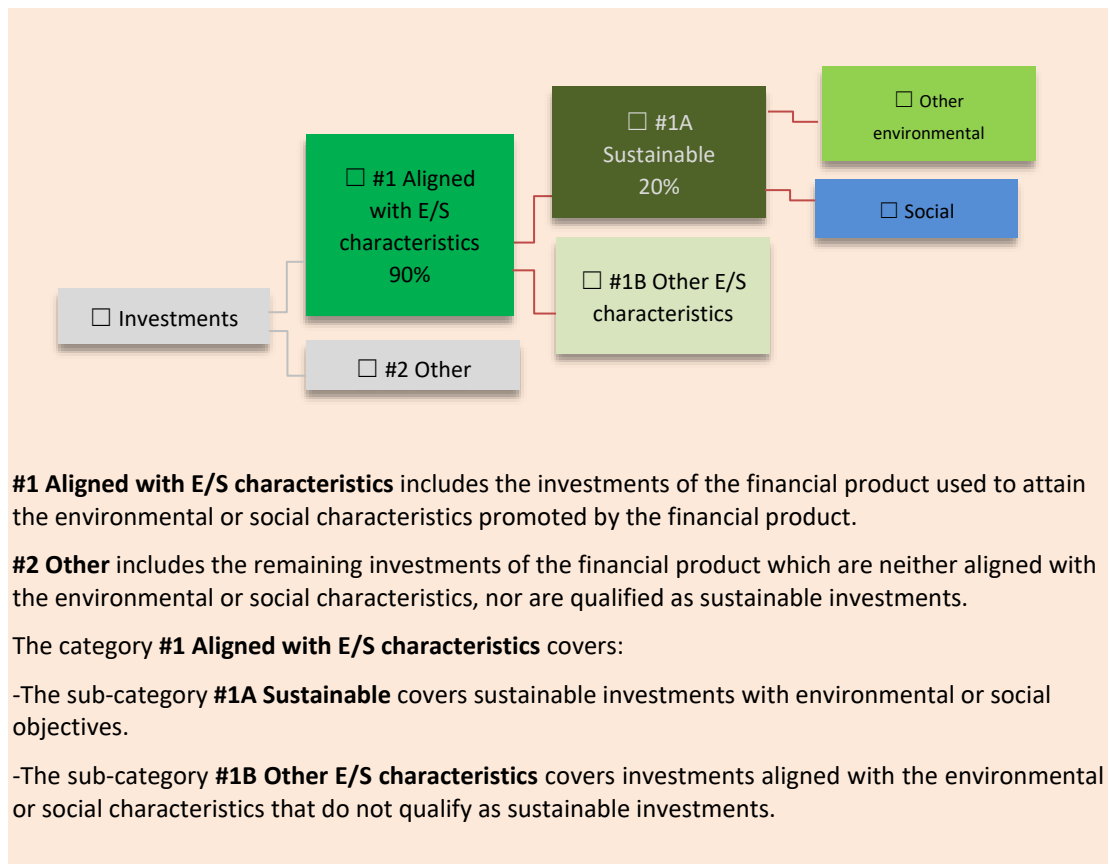 ☐ Other
environmental
☐ #1A
Sustainable
20%
☐ #1 Aligned
with E/S
characteristics
90%
☐ Social
☐ #1B Other E/S
characteristics
☐ Investments
☐ #2 Other
#1 Aligned with E/S characteristics includes the investments of the financial product used to attain
the environmental or social characteristics promoted by the financial product.
#2 Other includes the remaining investments of the financial product which are neither aligned with
the environmental or social characteristics, nor are qualified as sustainable investments.
The category #1 Aligned with E/S characteristics covers:
-The sub-category #1A Sustainable covers sustainable investments with environmental or social
objectives.
-The sub-category #1B Other E/S characteristics covers investments aligned with the environmental
or social characteristics that do not qualify as sustainable investments.